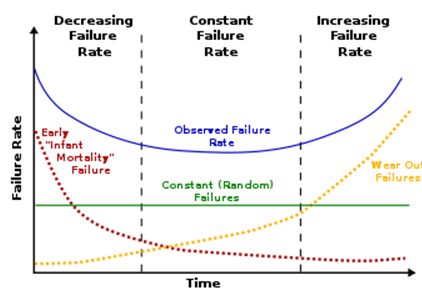 Decreasing
Failure
Rate
Constant
Failure
Rate
Increasing
Failure
Rate
Failure Rate
Early
"Infant
Mortality"
Failure
Observed Failure
Rate
Constant (Random)
Failures
Wear Out
Failures
Time